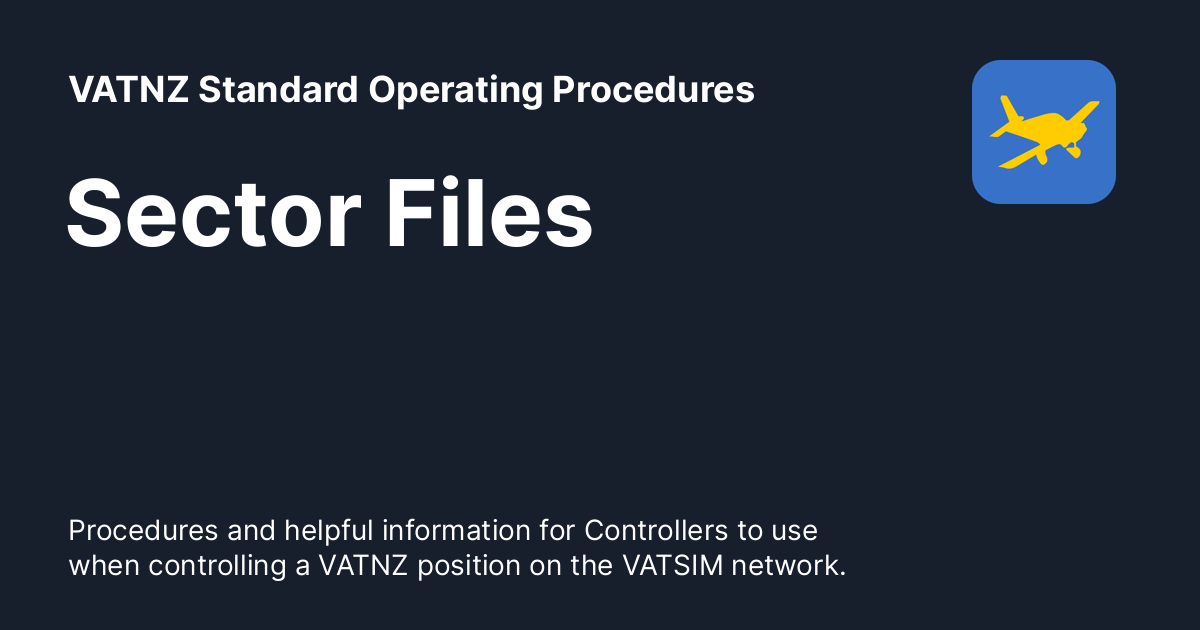 VATNZ Standard Operating Procedures
Sector Files
Procedures and helpful information for Controllers to use
when controlling a VATNZ position on the VATSIM network.